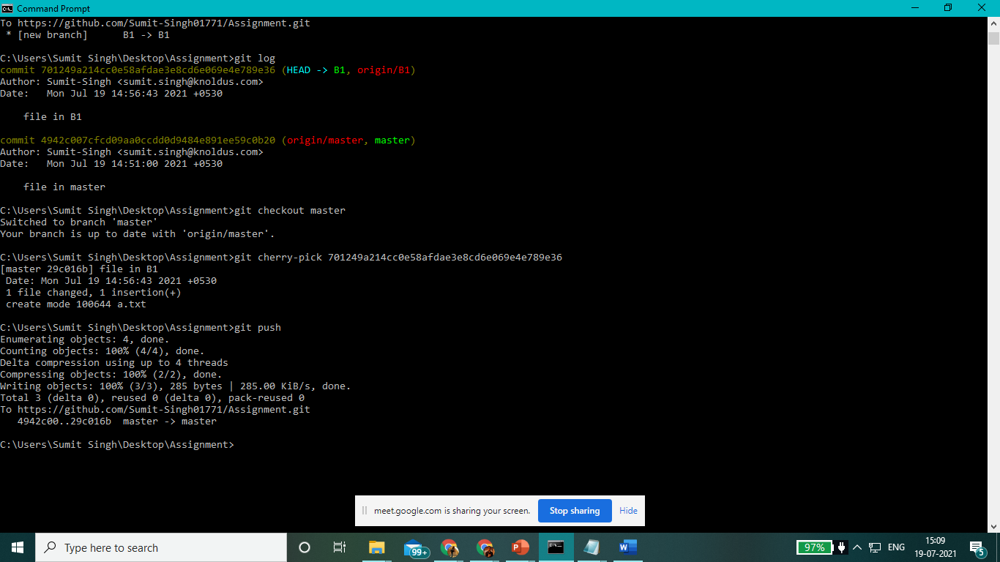 Command Prompt
To https://github.com/Sumit-Singh01771/Assignment.git
 * [new branch]      B1 -> B1
C:\Users\Sumit Singh\Desktop\Assignment>git log
commit 701249a214cc0e58afdae3e8cd6e069e4e789e36 (HEAD -> B1, origin/B1)
Author: Sumit-Singh <sumit.singh@knoldus.com>
Date:   Mon Jul 19 14:56:43 2021 +0530
    file in B1
commit 4942c007cfcd09aa0ccdd0d9484e891ee59c0b20 (origin/master, master)
Author: Sumit-Singh <sumit.singh@knoldus.com>
Date:   Mon Jul 19 14:51:00 2021 +0530
    file in master
C:\Users\Sumit Singh\Desktop\Assignment>git checkout master
Switched to branch 'master'
Your branch is up to date with 'origin/master'.
C:\Users\Sumit Singh\Desktop\Assignment>git cherry-pick 701249a214cc0e58afdae3e8cd6e069e4e789e36
[master 29c016b] file in B1
 Date: Mon Jul 19 14:56:43 2021 +0530
 1 file changed, 1 insertion(+)
 create mode 100644 a.txt
C:\Users\Sumit Singh\Desktop\Assignment>git push
Enumerating objects: 4, done.
Counting objects: 100% (4/4), done.
Delta compression using up to 4 threads
Compressing objects: 100% (2/2), done.
Writing objects: 100% (3/3), 285 bytes | 285.00 KiB/s, done.
Total 3 (delta 0), reused 0 (delta 0), pack-reused 0
To https://github.com/Sumit-Singh01771/Assignment.git
   4942c00..29c016b  master -> master
C:\Users\Sumit Singh\Desktop\Assignment>
meet.google.com is sharing your screen. Stop sharing Hide
Type here to search 99+ 97% ENG 15:09
19-07-2021 5